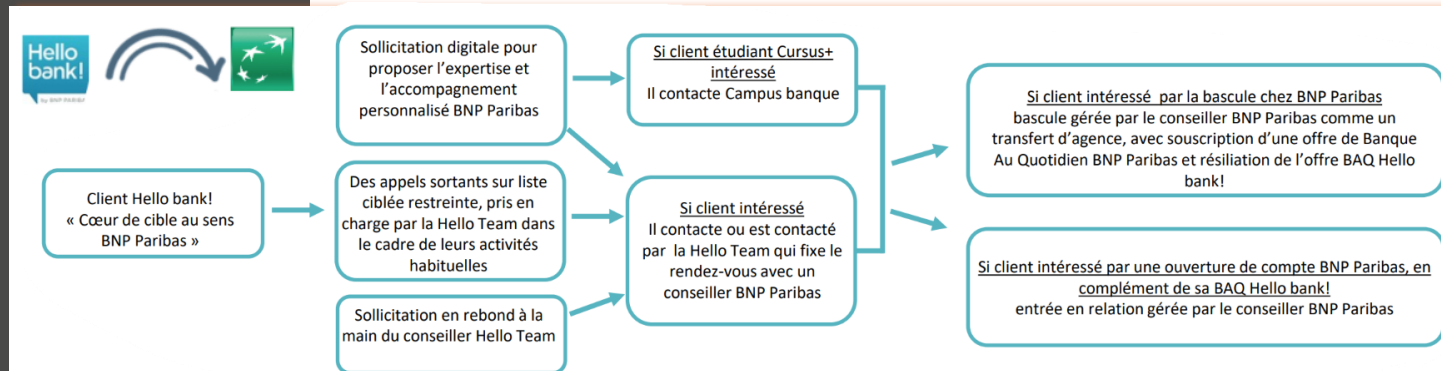 Hello
bank!
by BNP PARIBAS
Client Hello bank!
« Cœur de cible au sens
BNP Paribas »
Sollicitation digitale pour
proposer l'expertise et
l'accompagnement
personnalisé BNP Paribas
Des appels sortants sur liste
ciblée restreinte, pris en
charge par la Hello Team dans
le cadre de leurs activités
habituelles
Sollicitation en rebond à la
main du conseiller Hello Team
Si client étudiant Cursus+
intéressé
Il contacte Campus banque
Si client intéressé
Il contacte ou est contacté
par la Hello Team qui fixe le
rendez-vous avec un
conseiller BNP Paribas
Si client intéressé par la bascule chez BNP Paribas
bascule gérée par le conseiller BNP Paribas comme un
transfert d'agence, avec souscription d'une offre de Banque
Au Quotidien BNP Paribas et résiliation de l'offre BAQ Hello
bank!
Si client intéressé par une ouverture de compte BNP Paribas, en
complément de sa BAQ Hello bank!
entrée en relation gérée par le conseiller BNP Paribas